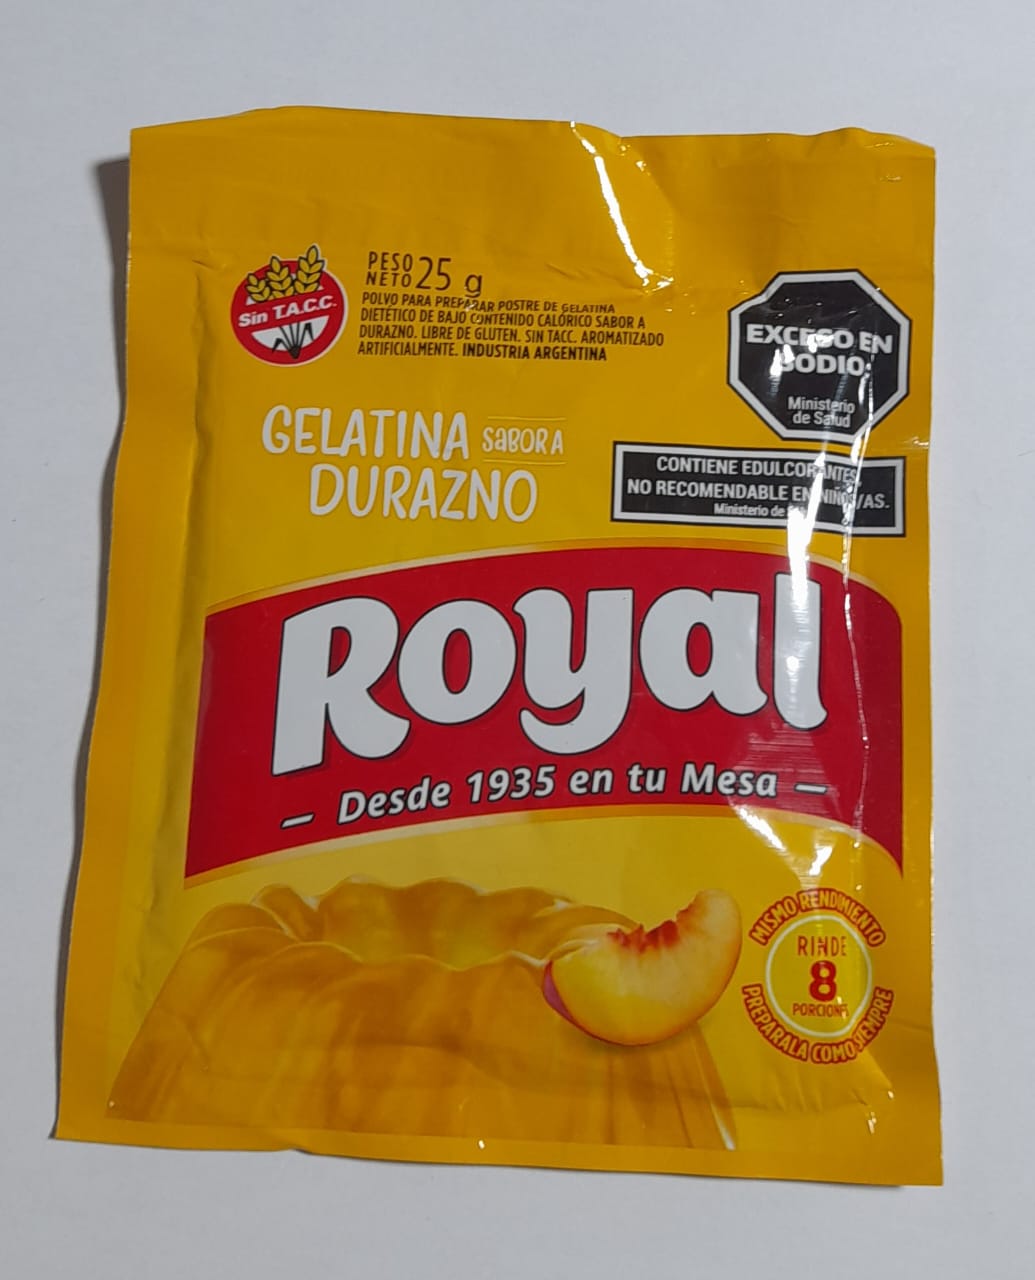 Sin T.A.C.C.
PESO
NETO 25 g
POLVO PARA PREPARAR POSTRE DE GELATINA
DIETÉTICO DE BAJO CONTENIDO CALÓRICO SABOR A
DURAZNO. LIBRE DE GLUTEN. SIN TACC. AROMATIZADO
ARTIFICIALMENTE. INDUSTRIA ARGENTINA
EXCESO EN
SODIO
Ministerio
de Salud
CONTIENE EDULCORANTES,
NO RECOMENDABLE EN NIÑOS/AS.
Ministerio de
GELATINA SABOR A
DURAZNO
Royal
— Desde 1935 en tu Mesa —
MISMO RENDIMIENTO
RINDE
8
PORCIONES
PREPARALA COMO SIEMPRE